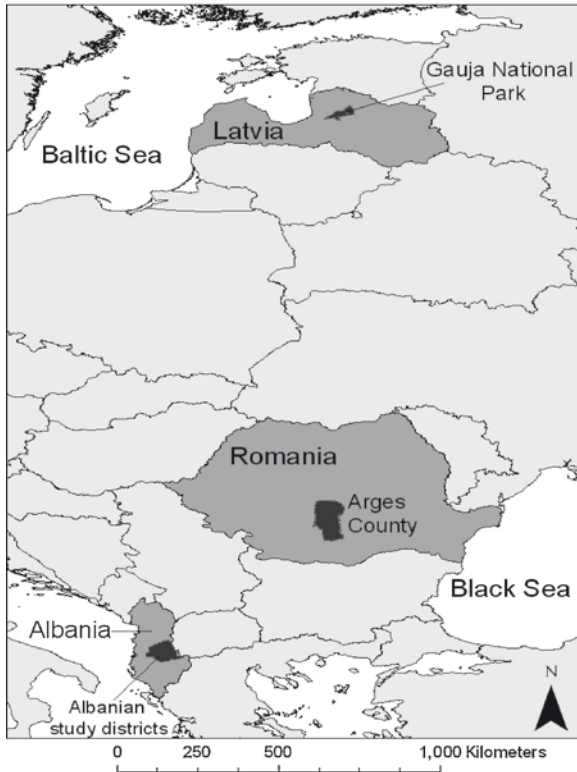 Gauja National
Park
Latvia
Baltic Sea
Romania
Arges
County
Black Sea
Albania
Albanian
study districts
N
0 250 500 1,000 Kilometers